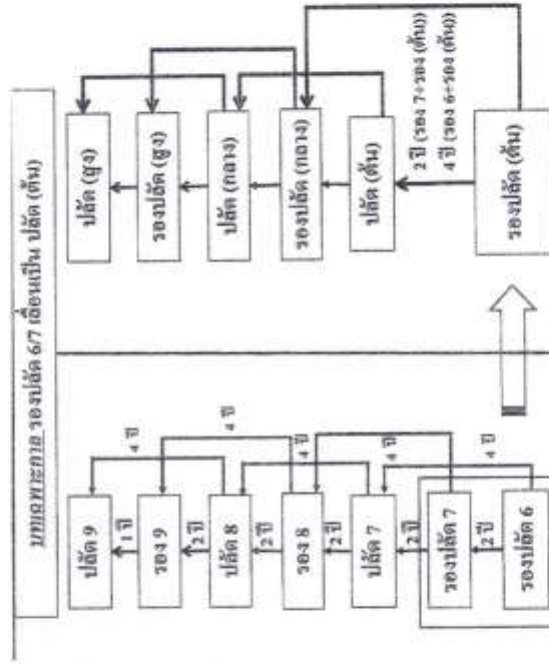 บทเฉพาะกาล รองปลัด 6/7 เลื่อนเป็น ปลัด (ต้น)
ปลัด 9
1 ปี
4 ปี
รอง 9
2 ปี
4 ปี
ปลัด 8
2 ปี
4 ปี
รอง 8
2 ปี
4 ปี
ปลัด 7
2 ปี
4 ปี
รองปลัด 7
2 ปี
รองปลัด 6
ปลัด (สูง)
รองปลัด (สูง)
ปลัด (กลาง)
รองปลัด (กลาง)
ปลัด (ต้น)
2 ปี (รอง 7+รอง (ต้น))
4 ปี (รอง 6+รอง (ต้น))
รองปลัด (ต้น)